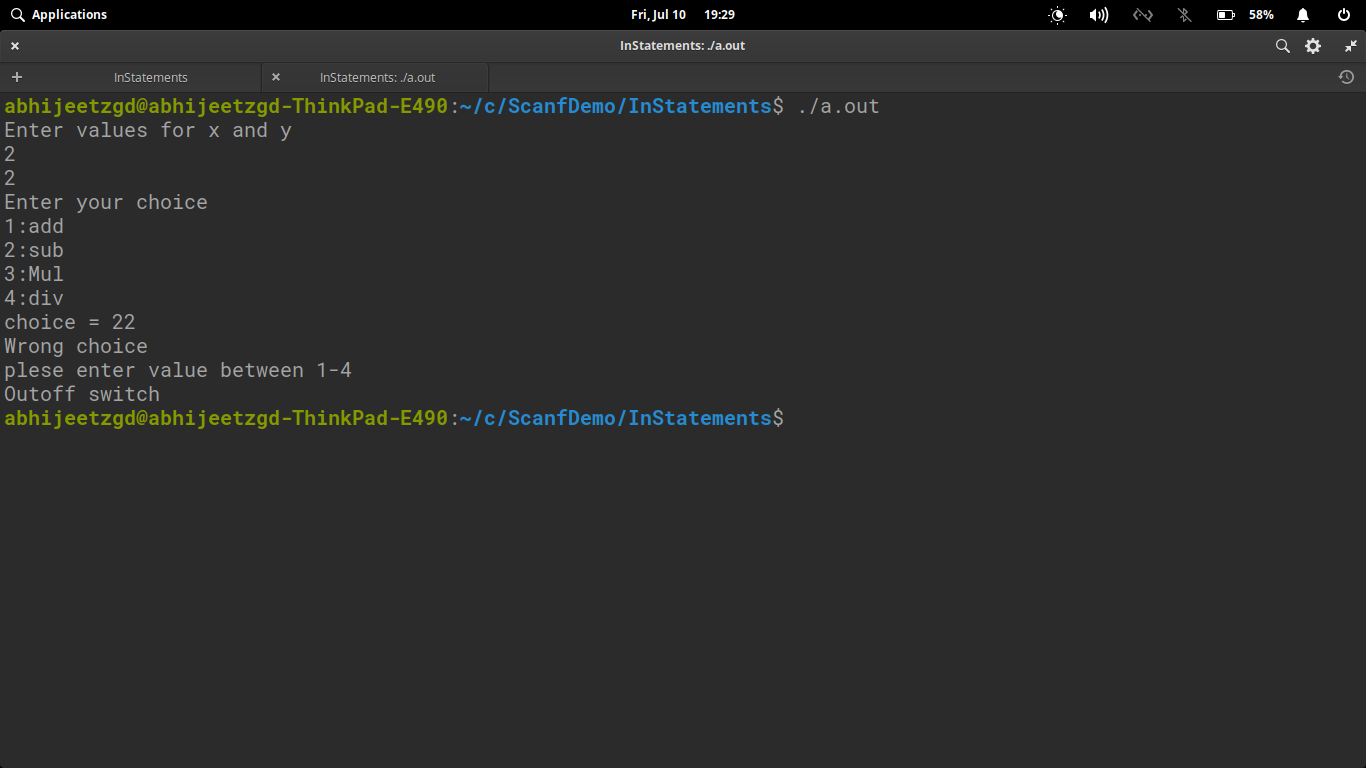 Applications
Fri, Jul 10 19:29
58%
InStatements: ./a.out
InStatements
InStatements: ./a.out
abhijeetzgd@abhijeetzgd-ThinkPad-E490:~/c/ScanfDemo/InStatements$ ./a.out
Enter values for x and y
2
2
Enter your choice
1:add
2:sub
3:Mul
4:div
choice = 22
Wrong choice
plese enter value between 1-4
Outoff switch
abhijeetzgd@abhijeetzgd-ThinkPad-E490:~/c/ScanfDemo/InStatements$